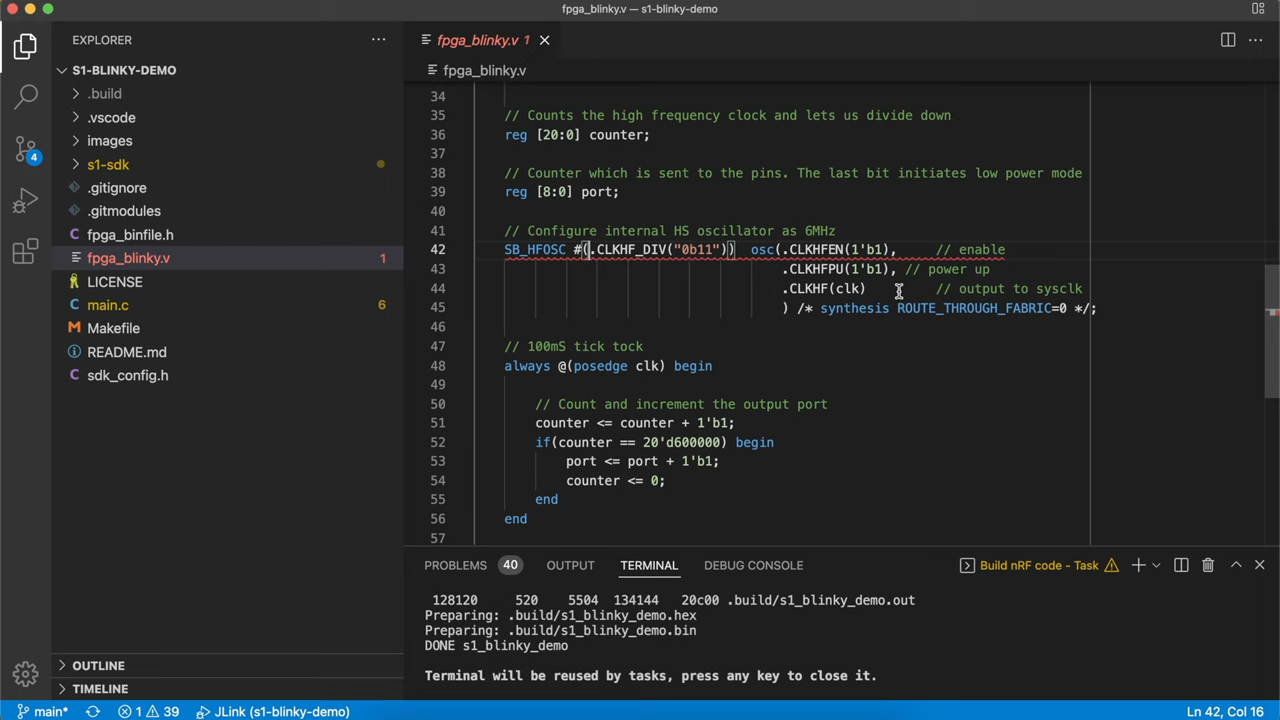 fpga_blinky.v — s1-blinky-demo
EXPLORER
S1-BLINKY-DEMO
.build
.vscode
images
s1-sdk
.gitignore
.gitmodules
fpga_binfile.h
fpga_blinky.v 1
LICENSE
main.c 6
Makefile
README.md
sdk_config.h
OUTLINE
TIMELINE
4
fpga_blinky.v 1
fpga_blinky.v
34
35 // Counts the high frequency clock and lets us divide down
36 reg [20:0] counter;
37
38 // Counter which is sent to the pins. The last bit initiates low power mode
39 reg [8:0] port;
40
41 // Configure internal HS oscillator as 6MHz
42 SB_HFOSC #(.CLKHF_DIV("0b11")) osc(.CLKHFEN(1'b1), // enable
43 .CLKHFPU(1'b1), // power up
44 .CLKHF(clk) // output to sysclk
45 ) /* synthesis ROUTE_THROUGH_FABRIC=0 */;
46
47 // 100mS tick tock
48 always @(posedge clk) begin
49
50 // Count and increment the output port
51 counter <= counter + 1'b1;
52 if(counter == 20'd600000) begin
53 port <= port + 1'b1;
54 counter <= 0;
55 end
56 end
57
PROBLEMS 40 OUTPUT TERMINAL DEBUG CONSOLE Build nRF code - Task
128120 520 5504 134144 20c00 .build/s1_blinky_demo.out
Preparing: .build/s1_blinky_demo.hex
Preparing: .build/s1_blinky_demo.bin
DONE s1_blinky_demo
Terminal will be reused by tasks, press any key to close it.
main* 1 39 JLink (s1-blinky-demo) Ln 42, Col 16